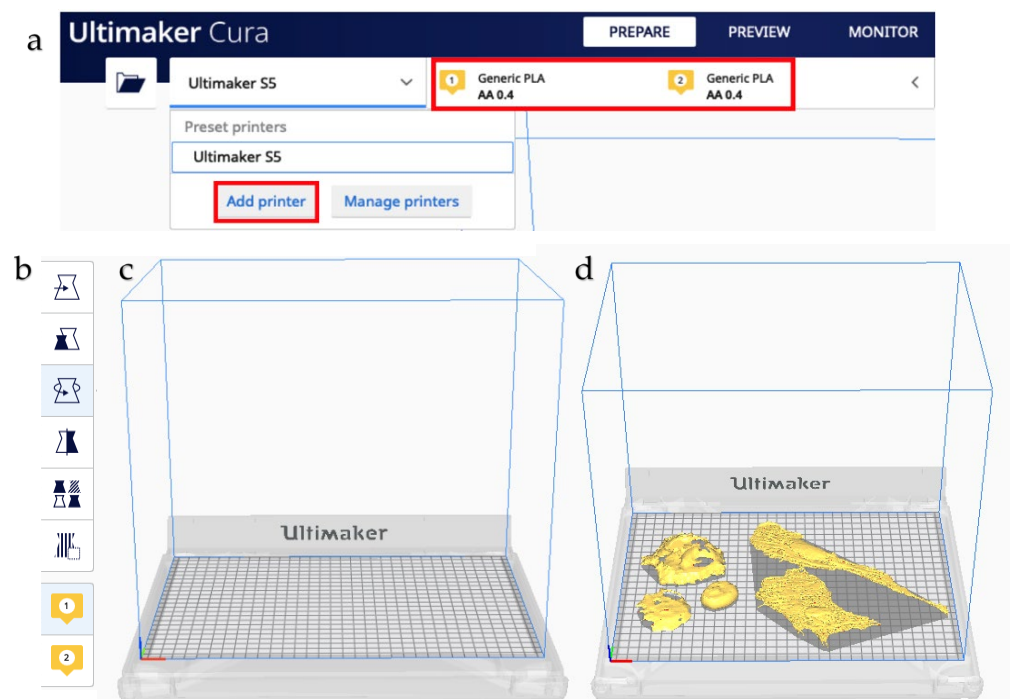 a
Ultimaker Cura
PREPARE
PREVIEW
MONITOR
Ultimaker S5
1
Generic PLA
AA 0.4
2
Generic PLA
AA 0.4
Preset printers
Ultimaker S5
Add printer
Manage printers
b
c
d
Ultimaker
Ultimaker
1
2